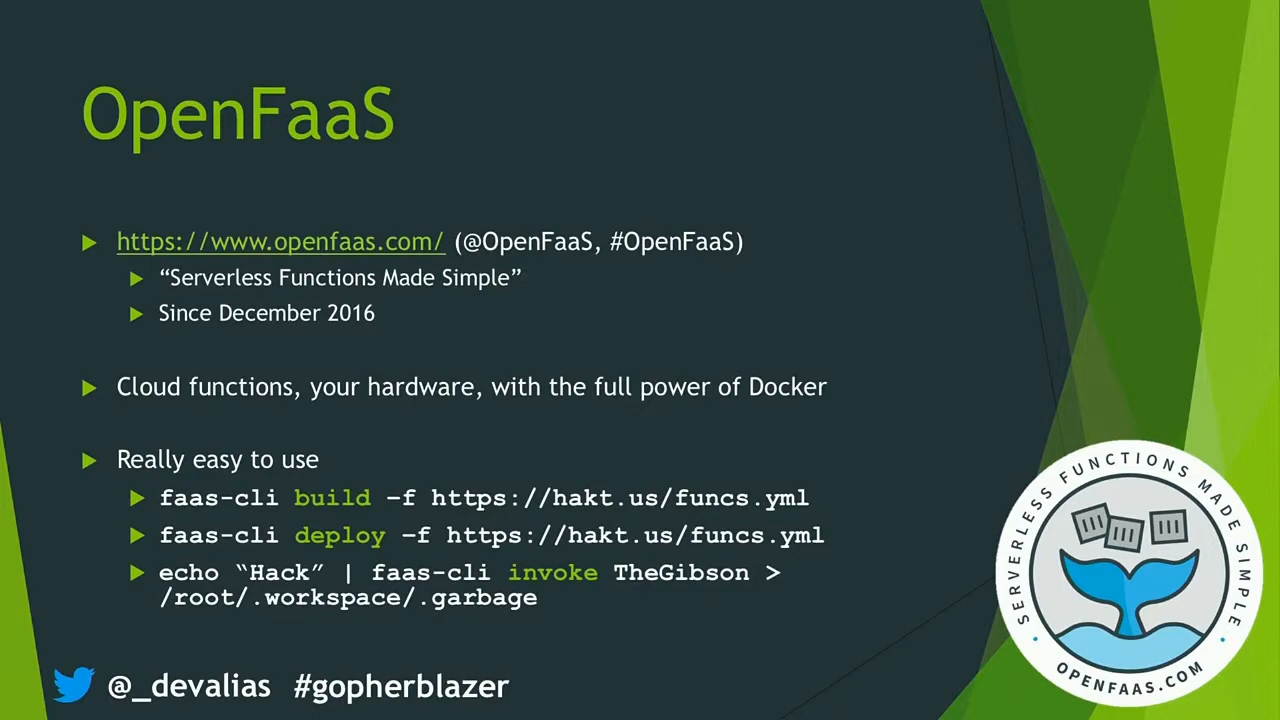 OpenFaaS
https://www.openfaas.com/ (@OpenFaaS, #OpenFaaS)
“Serverless Functions Made Simple”
Since December 2016
Cloud functions, your hardware, with the full power of Docker
Really easy to use
faas-cli build –f https://hakt.us/funcs.yml
faas-cli deploy –f https://hakt.us/funcs.yml
echo “Hack” | faas-cli invoke TheGibson >
/root/.workspace/.garbage
SERVERLESS FUNCTIONS MADE SIMPLE
OPENFAAS.COM
@_devalias #gopherblazer